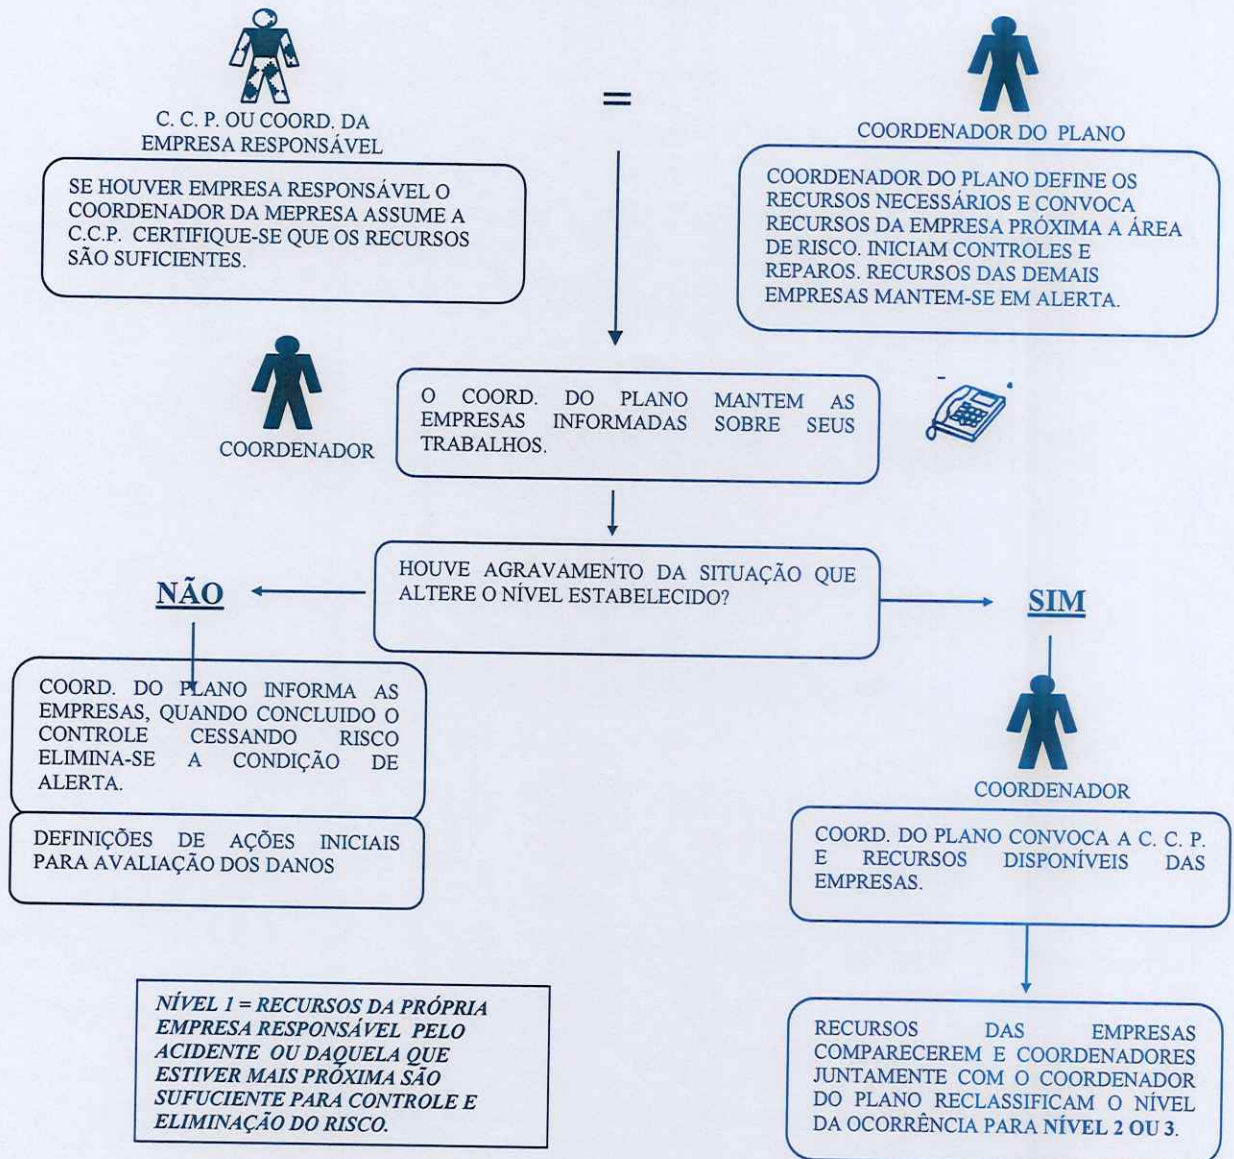 C. C. P. OU COORD. DA
EMPRESA RESPONSÁVEL
=
COORDENADOR DO PLANO
SE HOUVER EMPRESA RESPONSÁVEL O
COORDENADOR DA MEPRESA ASSUME A
C.C.P. CERTIFIQUE-SE QUE OS RECURSOS
SÃO SUFICIENTES.
COORDENADOR DO PLANO DEFINE OS
RECURSOS NECESSÁRIOS E CONVOCA
RECURSOS DA EMPRESA PRÓXIMA A ÁREA
DE RISCO. INICIAM CONTROLES E
REPAROS. RECURSOS DAS DEMAIS
EMPRESAS MANTEM-SE EM ALERTA.
COORDENADOR
O COORD. DO PLANO MANTEM AS
EMPRESAS INFORMADAS SOBRE SEUS
TRABALHOS.
HOUVE AGRAVAMENTO DA SITUAÇÃO QUE
ALTERE O NÍVEL ESTABELECIDO?
NÃO
SIM
COORD. DO PLANO INFORMA AS
EMPRESAS, QUANDO CONCLUIDO O
CONTROLE CESSANDO RISCO
ELIMINA-SE A CONDIÇÃO DE
ALERTA.
DEFINIÇÕES DE AÇÕES INICIAIS
PARA AVALIAÇÃO DOS DANOS
COORDENADOR
COORD. DO PLANO CONVOCA A C. C. P.
E RECURSOS DISPONÍVEIS DAS
EMPRESAS.
NÍVEL 1 = RECURSOS DA PRÓPRIA
EMPRESA RESPONSÁVEL PELO
ACIDENTE OU DAQUELA QUE
ESTIVER MAIS PRÓXIMA SÃO
SUFUCIENTE PARA CONTROLE E
ELIMINAÇÃO DO RISCO.
RECURSOS DAS EMPRESAS
COMPARECEREM E COORDENADORES
JUNTAMENTE COM O COORDENADOR
DO PLANO RECLASSIFICAM O NÍVEL
DA OCORRÊNCIA PARA NÍVEL 2 OU 3.